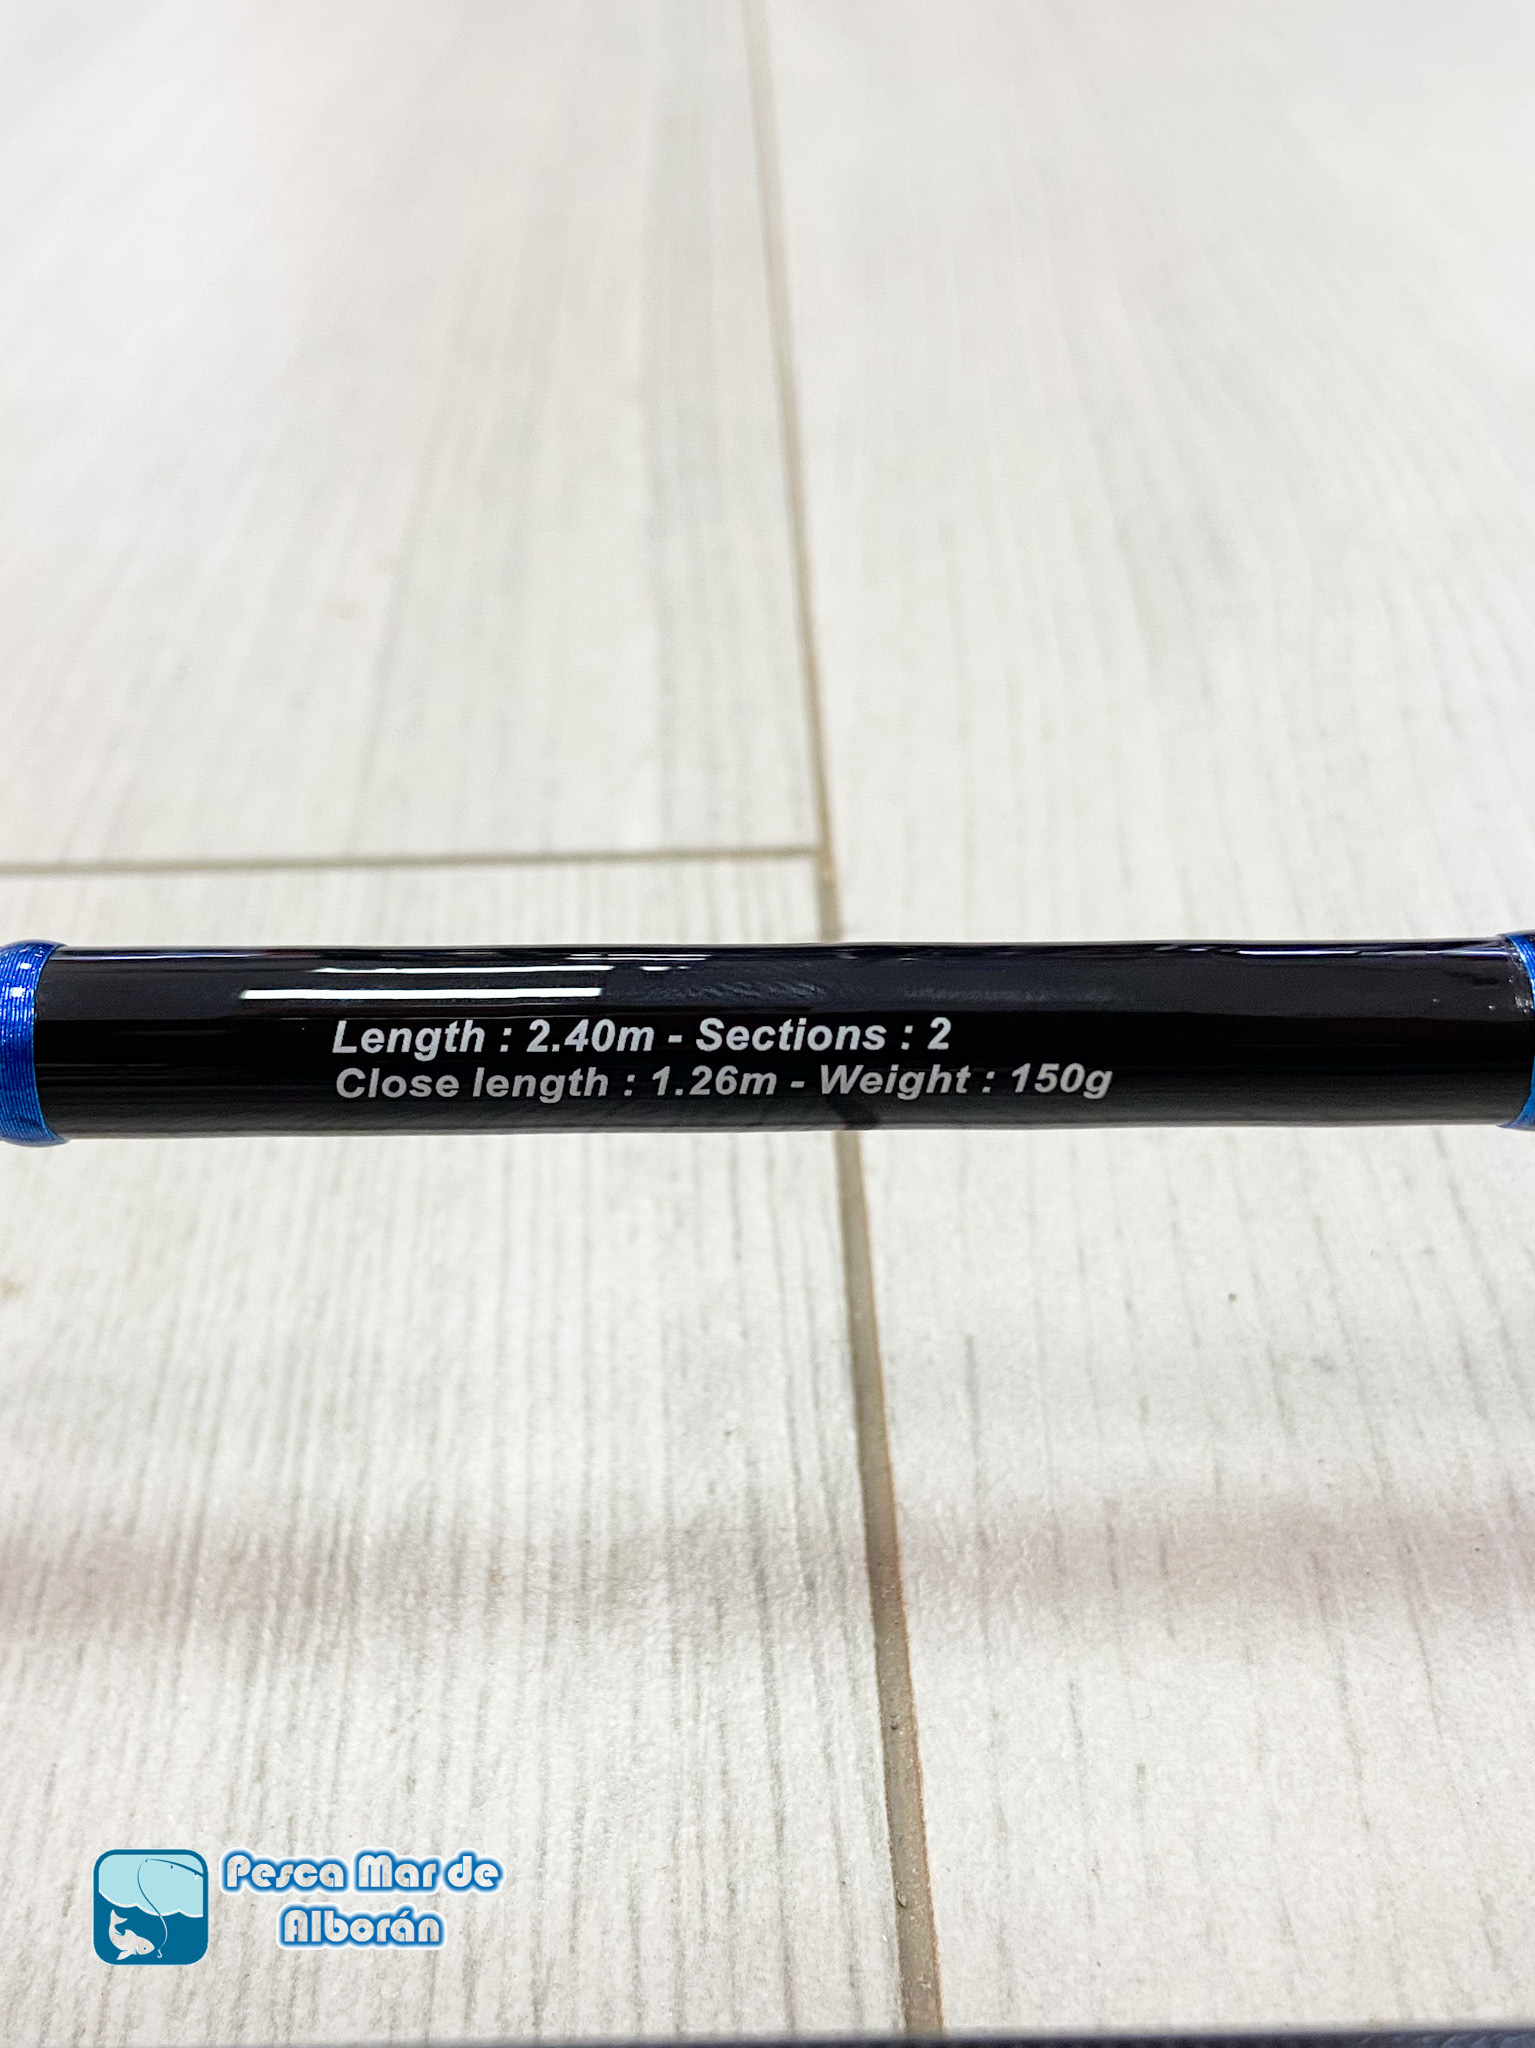 Length : 2.40m - Sections : 2
Close length : 1.26m - Weight : 150g
Pesca Mar de
Alborán